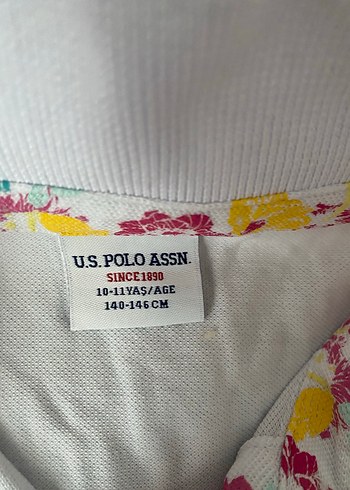 U.S. POLO ASSN.
SINCE 1890
10-11YAŞ/AGE
140-146 CM